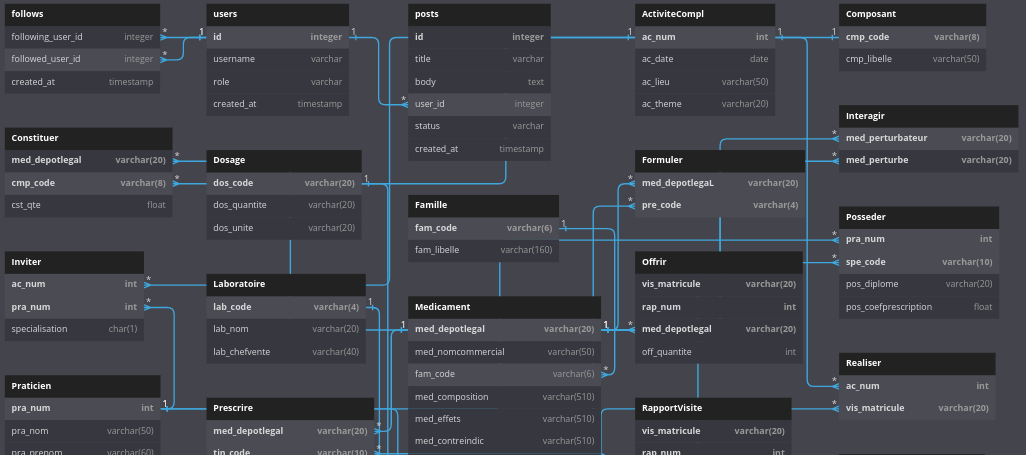 follows
following_user_id integer
followed_user_id integer
created_at timestamp
users
id integer
username varchar
role varchar
created_at timestamp
posts
id integer
title varchar
body text
user_id integer
status varchar
created_at timestamp
ActiviteCompl
ac_num int
ac_date date
ac_lieu varchar(50)
ac_theme varchar(20)
Composant
cmp_code varchar(8)
cmp_libelle varchar(50)
Constituer
med_depotlegal varchar(20)
cmp_code varchar(8)
cst_qte float
Dosage
dos_code varchar(20)
dos_quantite varchar(20)
dos_unite varchar(20)
Famille
fam_code varchar(6)
fam_libelle varchar(160)
Formuler
med_depotlegaL varchar(20)
pre_code varchar(4)
Interagir
med_perturbateur varchar(20)
med_perturbe varchar(20)
Inviter
ac_num int
pra_num int
specialisation char(1)
Laboratoire
lab_code varchar(4)
lab_nom varchar(20)
lab_chefvente varchar(40)
Medicament
med_depotlegal varchar(20)
med_nomcommercial varchar(50)
fam_code varchar(6)
med_composition varchar(510)
med_effets varchar(510)
med_contreindic varchar(510)
Offrir
vis_matricule varchar(20)
rap_num int
med_depotlegal varchar(20)
off_quantite int
Posseder
pra_num int
spe_code varchar(10)
pos_diplome varchar(20)
pos_coefprescription float
Praticien
pra_num int
pra_nom varchar(50)
pra_prenom varchar(60)
Prescrire
med_depotlegal varchar(20)
tin_code varchar(10)
RapportVisite
vis_matricule varchar(20)
rap_num int
Realiser
ac_num int
vis_matricule varchar(20)